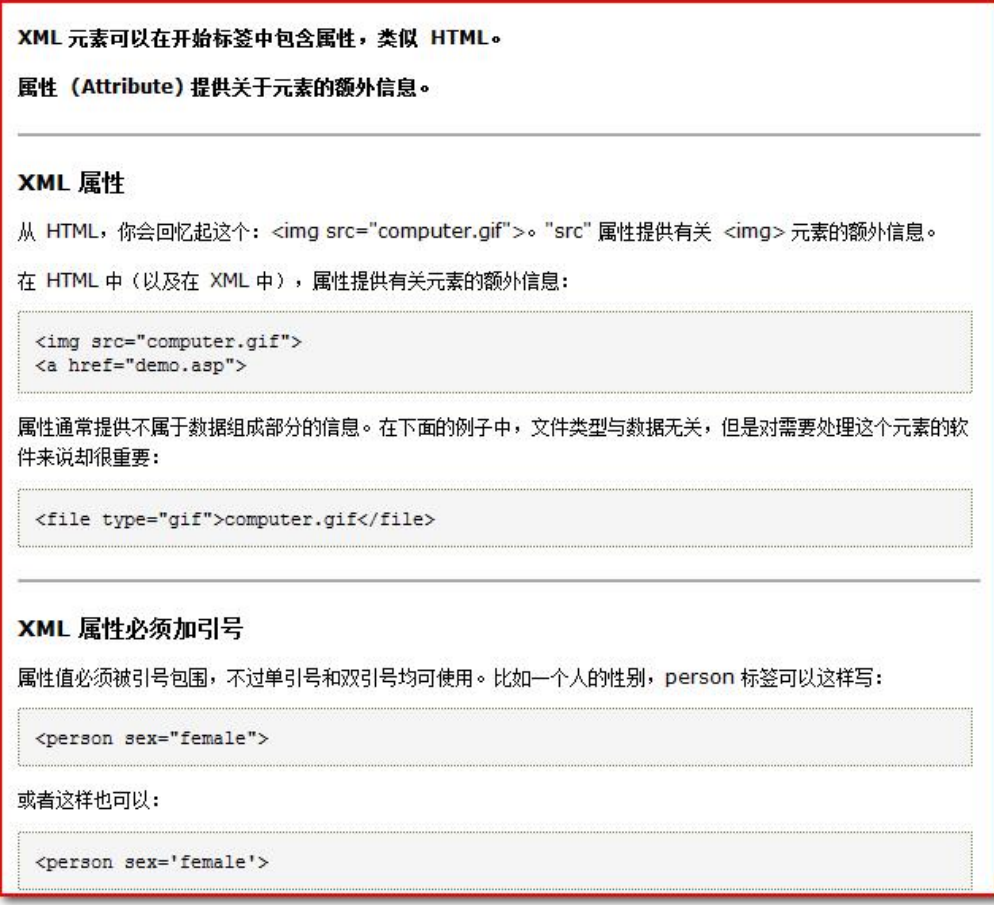 XML 元素可以在开始标签中包含属性，类似 HTML。
属性（Attribute）提供关于元素的额外信息。
XML 属性
从 HTML，你会回忆起这个：<img src="computer.gif">。"src" 属性提供有关 <img> 元素的额外信息。
在 HTML 中（以及在 XML 中），属性提供有关元素的额外信息：
<img src="computer.gif">
<a href="demo.asp">
属性通常提供不属于数据组成部分的信息。在下面的例子中，文件类型与数据无关，但是对需要处理这个元素的软
件来说却很重要：
<file type="gif">computer.gif</file>
XML 属性必须加引号
属性值必须被引号包围，不过单引号和双引号均可使用。比如一个人的性别，person 标签可以这样写：
<person sex="female">
或者这样也可以：
<person sex='female'>